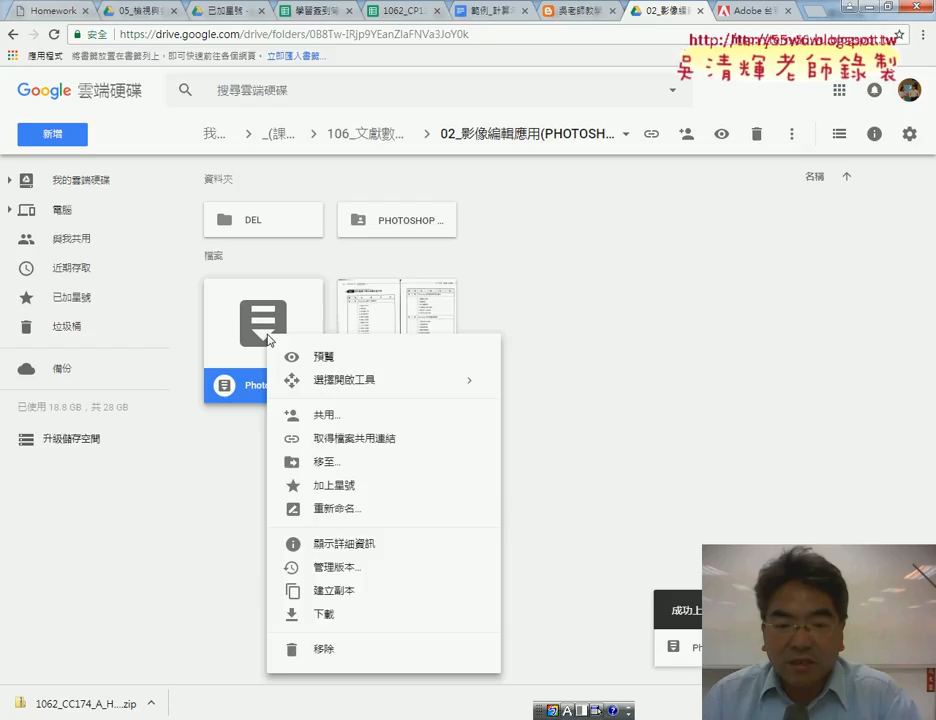 Homework
05_檢視與
已加星號 -
學習簽到簿
1062_CP1
範例_計算
吳老師教學
02_影像編
Adobe 台
安全
https://drive.google.com/drive/folders/0B8Tw-IRjp9YEanZlaFNVa3JoY0k
應用程式
將書籤放置在書籤列上，即可快速前往各個網頁。
立即匯入書籤...
吳清輝老師錄製
Google 雲端硬碟
搜尋雲端硬碟
新增
我...
_(課...
106_文獻數...
02_影像編輯應用(PHOTOSH...
我的雲端硬碟
電腦
與我共用
近期存取
已加星號
垃圾桶
備份
已使用 18.8 GB，共 28 GB
升級儲存空間
資料夾
名稱
DEL
PHOTOSHOP ...
檔案
Photo
預覽
選擇開啟工具
共用...
取得檔案共用連結
移至...
加上星號
重新命名...
顯示詳細資訊
管理版本...
建立副本
下載
移除
成功上
Ph
1062_CC174_A_H....zip